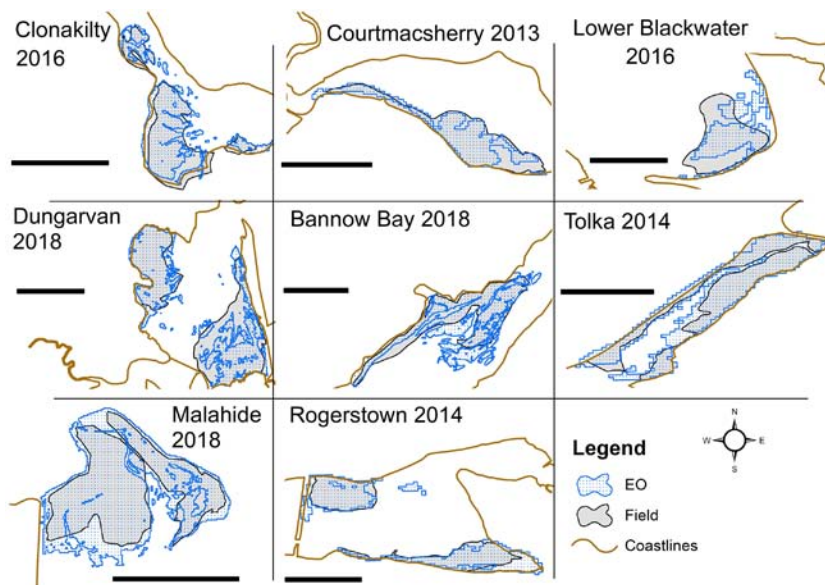 Clonakilty
2016
Courtmacsherry 2013
Lower Blackwater
2016
Dungarvan
2018
Bannow Bay 2018
Tolka 2014
Malahide
2018
Rogerstown 2014
N
W E
S
Legend
EO
Field
Coastlines